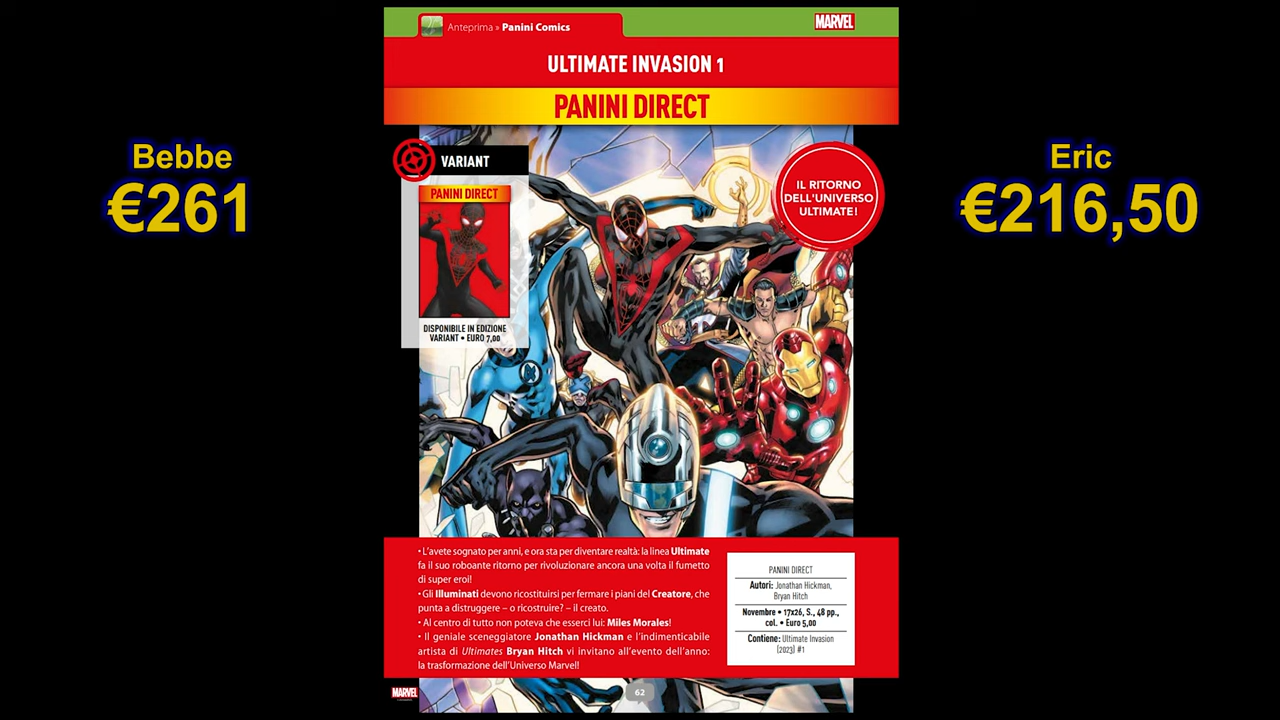 Anteprima » Panini Comics
MARVEL
ULTIMATE INVASION 1
PANINI DIRECT
Bebbe
€261
Eric
€216,50
VARIANT
PANINI DIRECT
DISPONIBILE IN EDIZIONE
VARIANT • EURO 7,00
IL RITORNO
DELL'UNIVERSO
ULTIMATE!
• L'avete sognato per anni, e ora sta per diventare realtà: la linea Ultimate
fa il suo roboante ritorno per rivoluzionare ancora una volta il fumetto
di super eroi!
• Gli Illuminati devono ricostituirsi per fermare i piani del Creatore, che
punta a distruggere – o ricostruire? – il creato.
• Al centro di tutto non poteva che esserci lui: Miles Morales!
• Il geniale sceneggiatore Jonathan Hickman e l'indimenticabile
artista di Ultimates Bryan Hitch vi invitano all'evento dell'anno:
la trasformazione dell'Universo Marvel!
PANINI DIRECT
Autori: Jonathan Hickman,
Bryan Hitch
Novembre • 17x26, S., 48 pp.,
col. • Euro 5,00
Contiene: Ultimate Invasion
(2023) #1
MARVEL
62